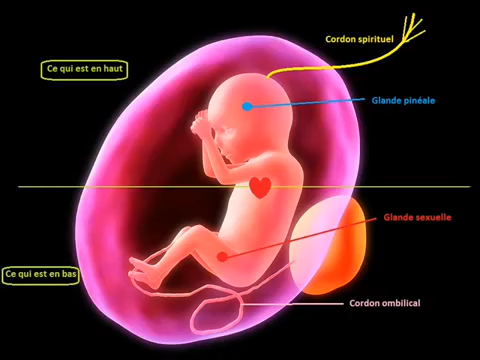 Cordon spirituel
Ce qui est en haut
Glande pinéale
Glande sexuelle
Ce qui est en bas
Cordon ombilical